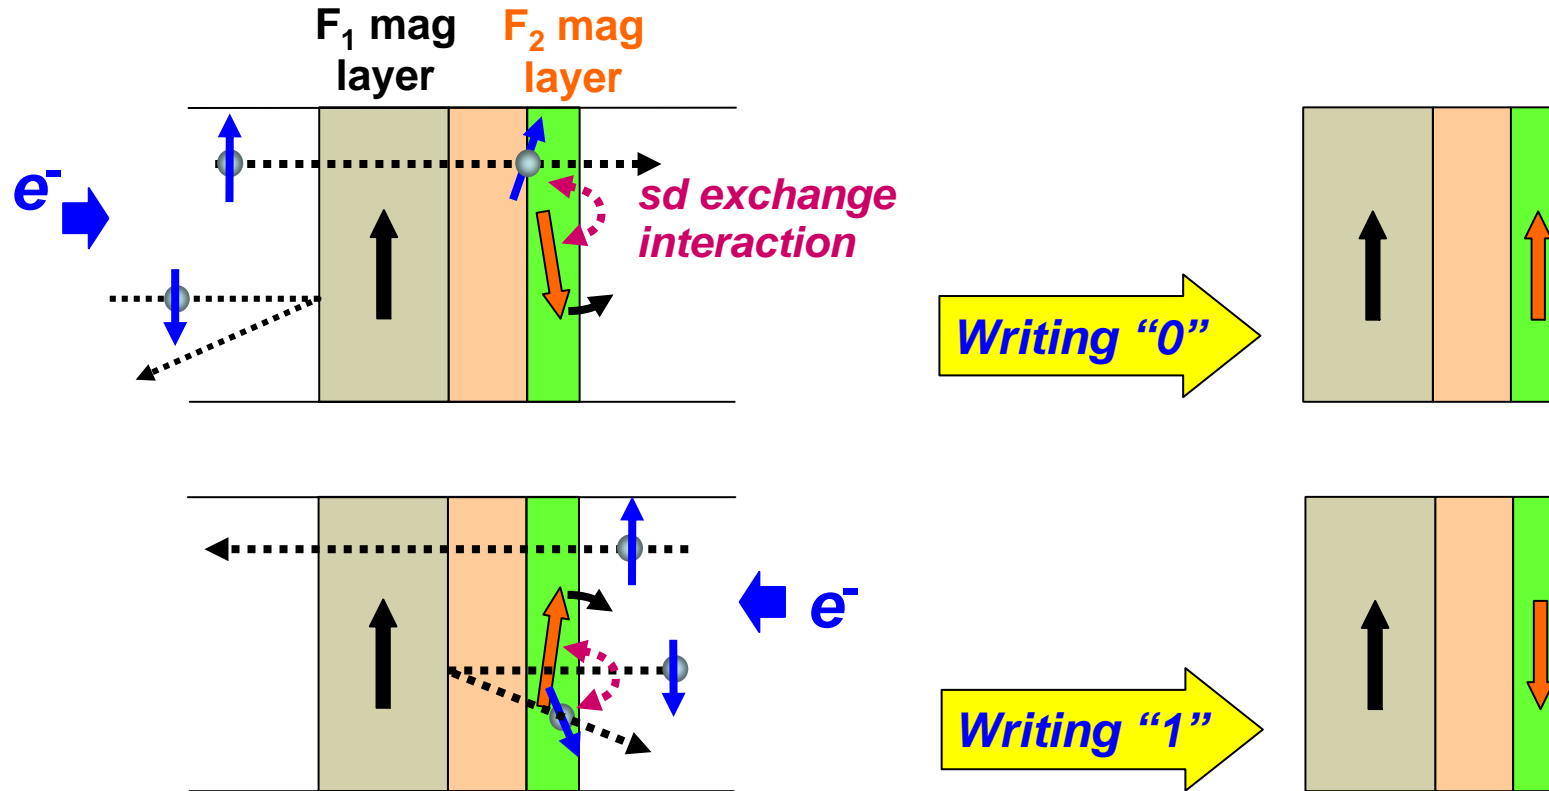 F₁ mag
layer
F₂ mag
layer
e⁻
sd exchange
interaction
Writing “0”
e⁻
Writing “1”